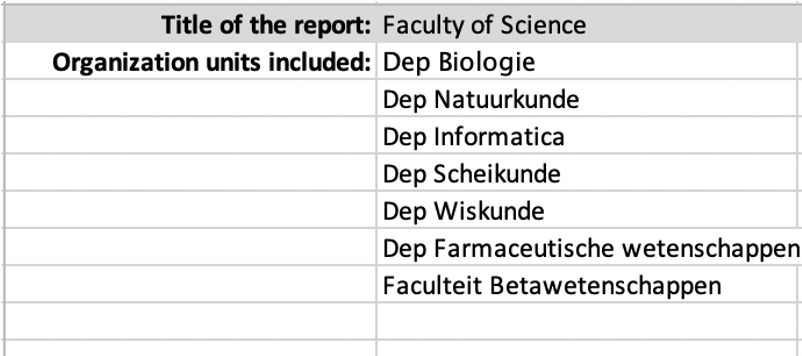 Title of the report: Faculty of Science
Organization units included: Dep Biologie
Dep Natuurkunde
Dep Informatica
Dep Scheikunde
Dep Wiskunde
Dep Farmaceutische wetenschappen
Faculteit Betawetenschappen